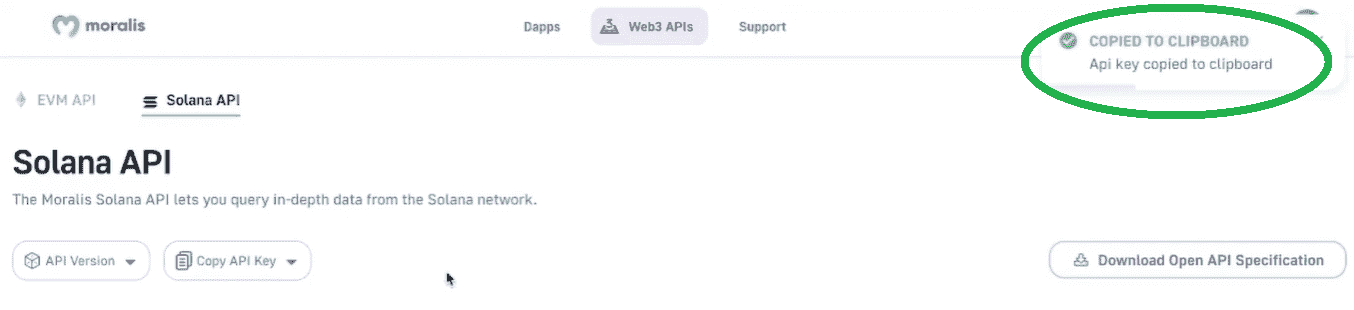 moralis
Dapps
Web3 APIs
Support
COPIED TO CLIPBOARD
Api key copied to clipboard
EVM API
Solana API
Solana API
The Moralis Solana API lets you query in-depth data from the Solana network.
API Version
Copy API Key
Download Open API Specification